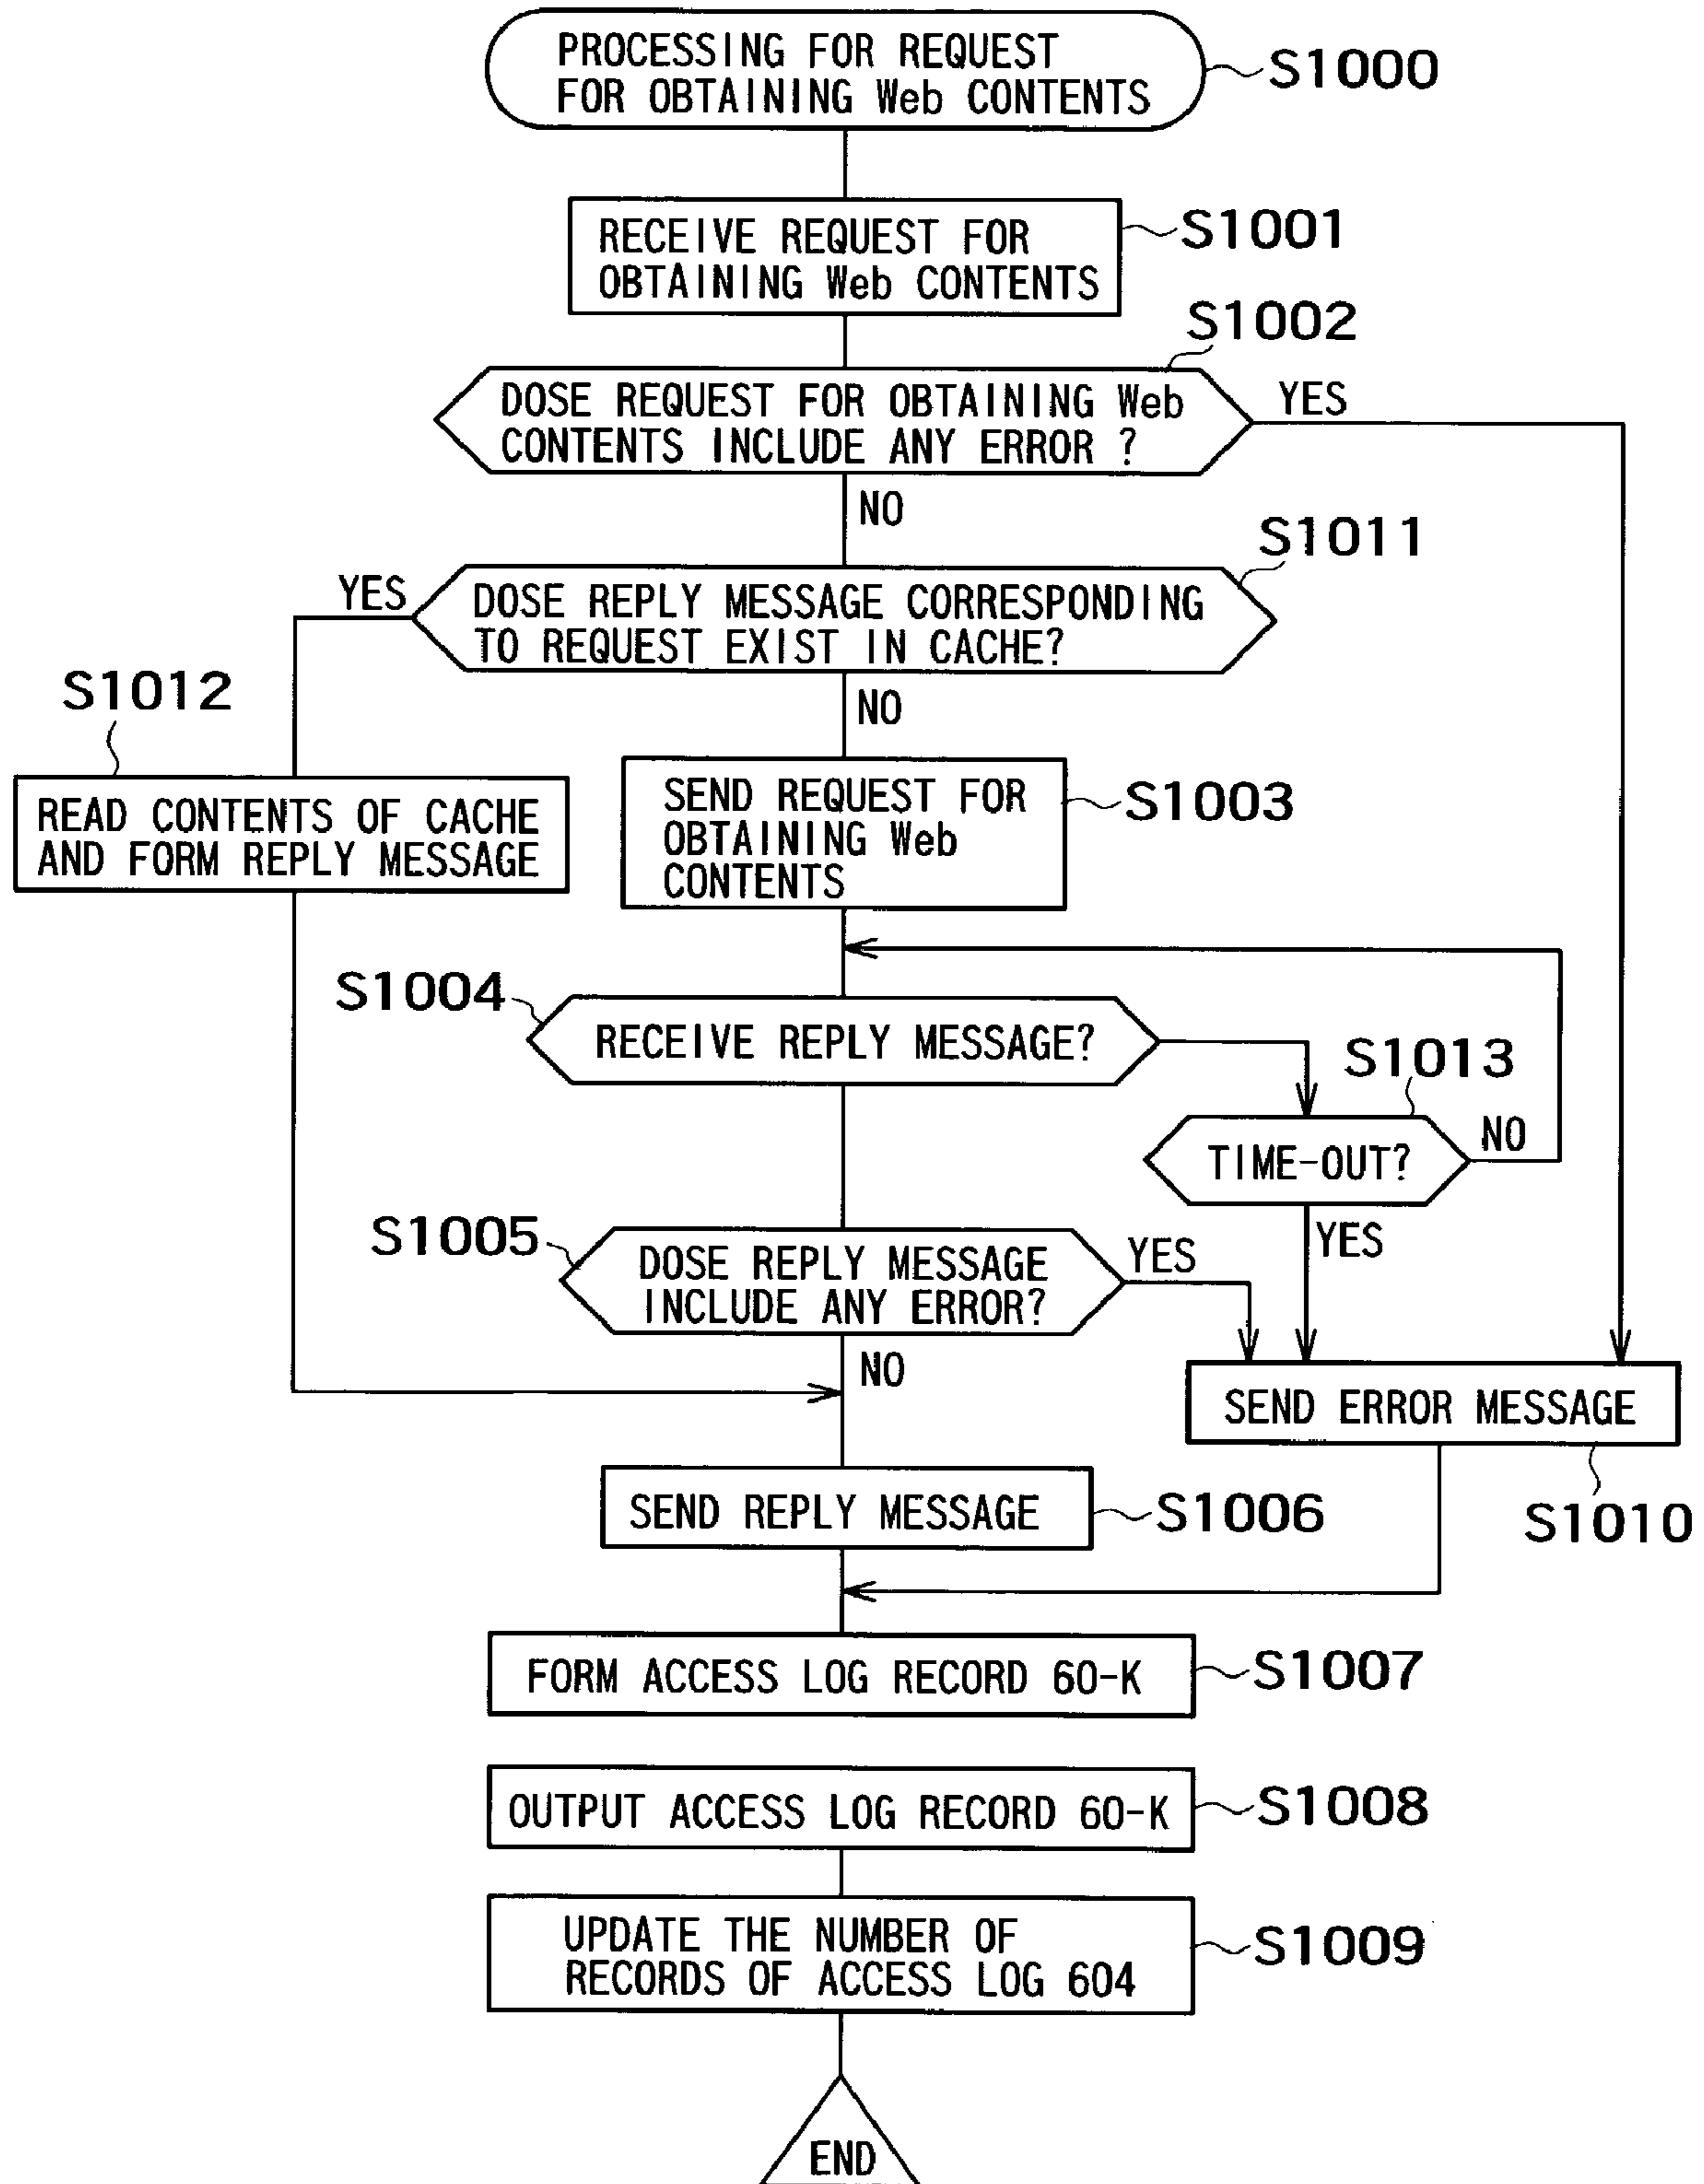 PROCESSING FOR REQUEST
FOR OBTAINING Web CONTENTS
S1000
RECEIVE REQUEST FOR
OBTAINING Web CONTENTS
S1001
S1002
DOSE REQUEST FOR OBTAINING Web
CONTENTS INCLUDE ANY ERROR ?
YES
NO
S1011
YES
DOSE REPLY MESSAGE CORRESPONDING
TO REQUEST EXIST IN CACHE?
NO
S1012
READ CONTENTS OF CACHE
AND FORM REPLY MESSAGE
SEND REQUEST FOR
OBTAINING Web
CONTENTS
S1003
S1004
RECEIVE REPLY MESSAGE?
S1013
TIME-OUT?
NO
YES
S1005
DOSE REPLY MESSAGE
INCLUDE ANY ERROR?
YES
NO
SEND ERROR MESSAGE
S1010
SEND REPLY MESSAGE
S1006
FORM ACCESS LOG RECORD 60-K
S1007
OUTPUT ACCESS LOG RECORD 60-K
S1008
UPDATE THE NUMBER OF
RECORDS OF ACCESS LOG 604
S1009
END